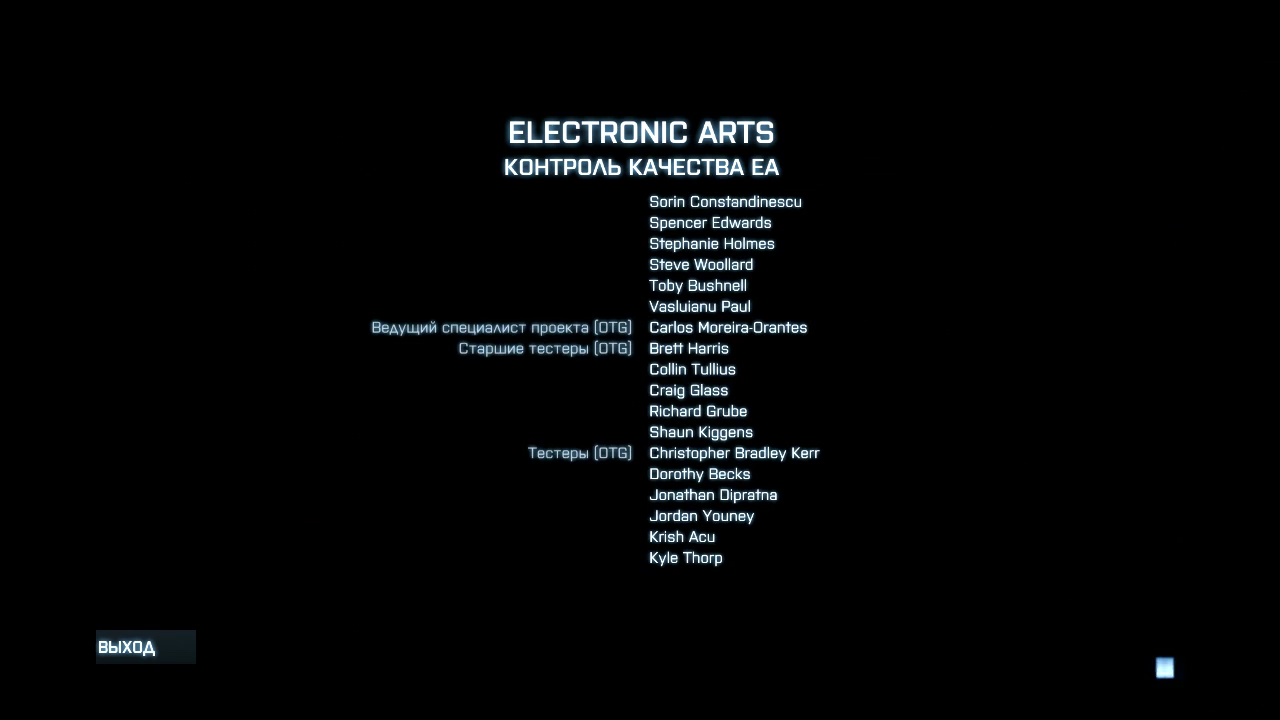 ELECTRONIC ARTS
КОНТРОЛЬ КАЧЕСТВА EA
Sorin Constandinescu
Spencer Edwards
Stephanie Holmes
Steve Woollard
Toby Bushnell
Vasluianu Paul
Ведущий специалист проекта (OTG) Carlos Moreira-Orantes
Старшие тестеры (OTG) Brett Harris
Collin Tullius
Craig Glass
Richard Grube
Shaun Kiggens
Тестеры (OTG) Christopher Bradley Kerr
Dorothy Becks
Jonathan Dipratna
Jordan Youney
Krish Acu
Kyle Thorp
ВЫХОД